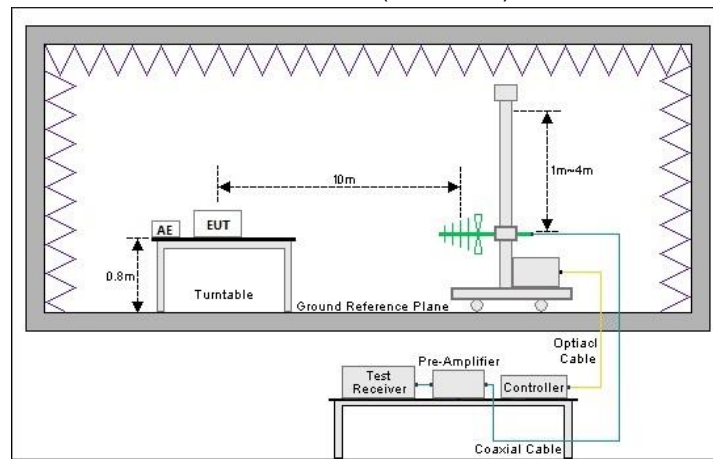 1m~4m
10m
AE
EUT
0.8m
Turntable
Ground Reference Plane
Optiacl
Cable
Pre-Amplifier
Test
Receiver
Controller
Coaxial Cable